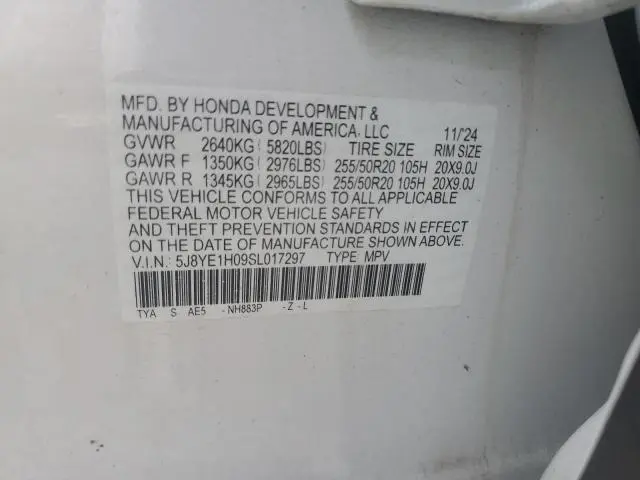 MFD. BY HONDA DEVELOPMENT &
MANUFACTURING OF AMERICA, LLC 11/'24
GVWR 2640KG(5820LBS) TIRE SIZE RIM SIZE
GAWR F 1350KG(2976LBS) 255/50R20 105H 20X9.0J
GAWR R 1345KG(2965LBS) 255/50R20 105H 20X9.0J
THIS VEHICLE CONFORMS TO ALL APPLICABLE
FEDERAL MOTOR VEHICLE SAFETY
AND THEFT PREVENTION STANDARDS IN EFFECT
ON THE DATE OF MANUFACTURE SHOWN ABOVE.
V.I.N.: 5J8YE1H09SL017297 TYPE: MPV
TYA S AE5 -NH883P -Z-L